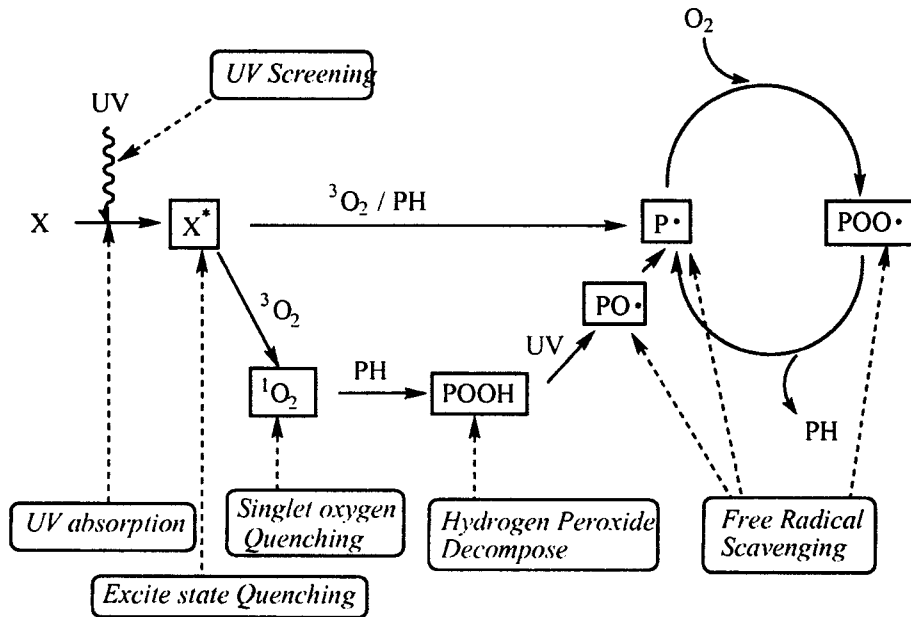 O₂
UV Screening
UV
³O₂ / PH
X
X*
P•
POO•
³O₂
PO•
UV
PH
¹O₂
POOH
PH
Singlet oxygen
Quenching
UV absorption
Hydrogen Peroxide
Decompose
Free Radical
Scavenging
Excite state Quenching